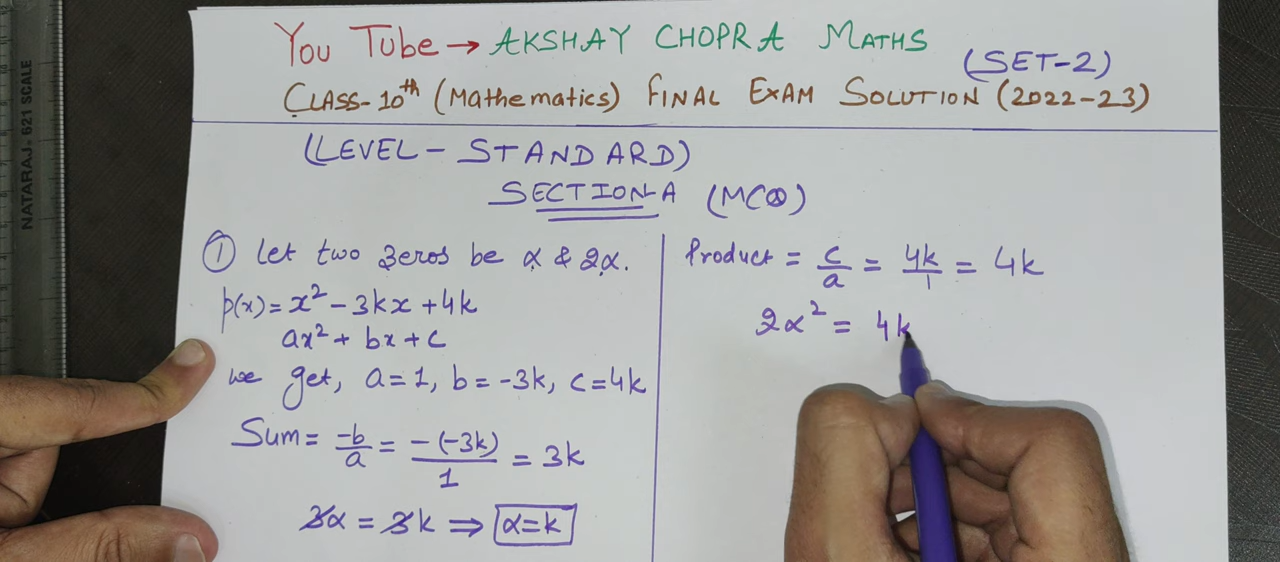 You Tube → AKSHAY CHOPRA MATHS
(SET-2)
CLASS-10th (Mathematics) FINAL EXAM SOLUTION (2022-23)
(LEVEL-STANDARD)
SECTION-A (MCQ)
① Let two zeros be α & 2α.
p(x) = x² - 3kx + 4k
ax² + bx + c
we get, a=1, b=-3k, c=4k
Sum = -b/a = -(-3k)/1 = 3k
3α = 3k ⇒ α=k
Product = c/a = 4k/1 = 4k
2α² = 4k
NATARAJ. 621 SCALE